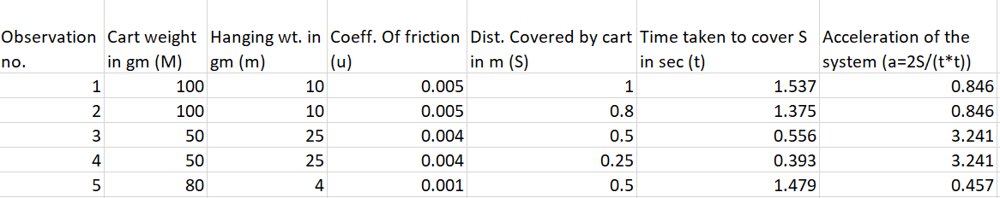 Observation no. Cart weight in gm (M) Hanging wt. in gm (m) Coeff. Of friction (u) Dist. Covered by cart in m (S) Time taken to cover S in sec (t) Acceleration of the system (a=2S/(t*t))
1 100 10 0.005 1 1.537 0.846
2 100 10 0.005 0.8 1.375 0.846
3 50 25 0.004 0.5 0.556 3.241
4 50 25 0.004 0.25 0.393 3.241
5 80 4 0.001 0.5 1.479 0.457